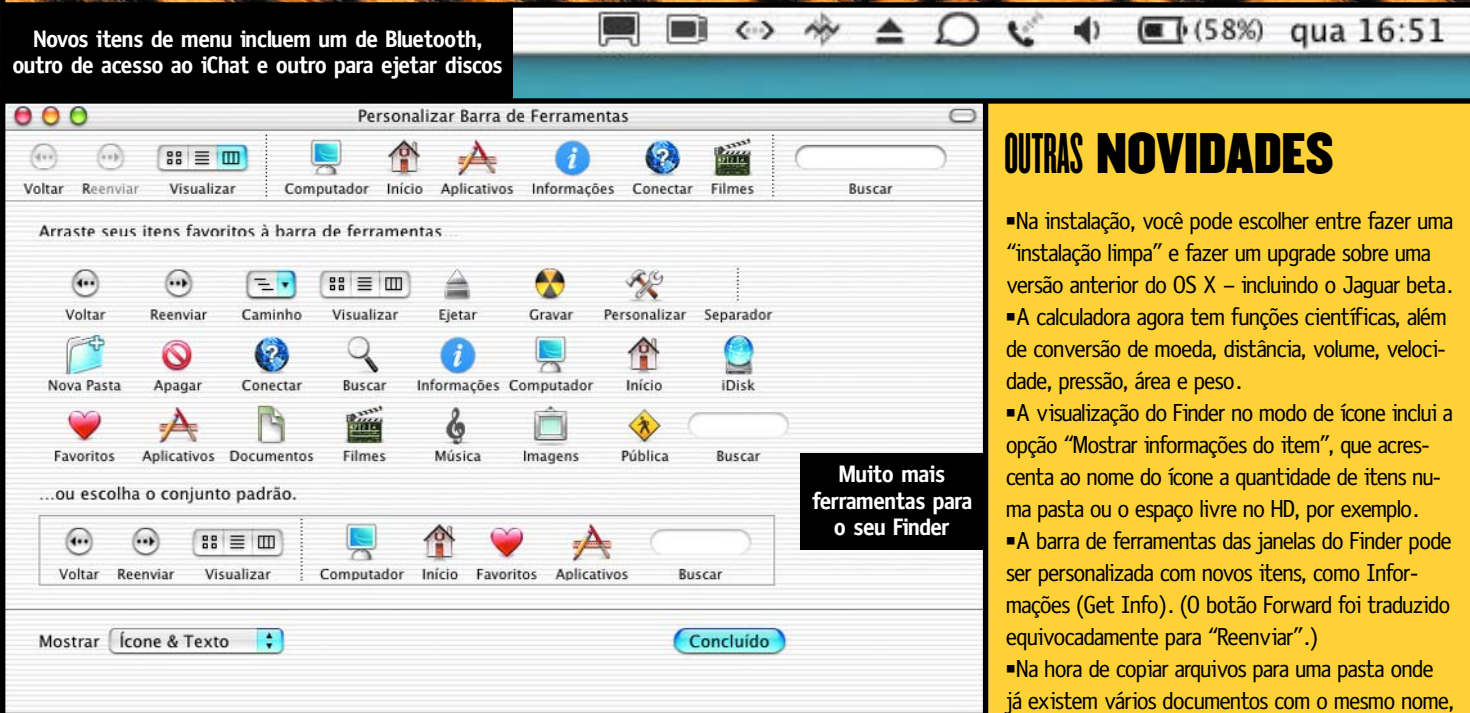 Novos itens de menu incluem um de Bluetooth,
outro de acesso ao iChat e outro para ejetar discos
(58%) qua 16:51
Personalizar Barra de Ferramentas
Voltar Reenviar Visualizar Computador Início Aplicativos Informações Conectar Filmes Buscar
Arraste seus itens favoritos à barra de ferramentas...
Voltar Reenviar Caminho Visualizar Ejetar Gravar Personalizar Separador
Nova Pasta Apagar Conectar Buscar Informações Computador Início iDisk
Favoritos Aplicativos Documentos Filmes Música Imagens Pública Buscar
...ou escolha o conjunto padrão.
Voltar Reenviar Visualizar Computador Início Favoritos Aplicativos Buscar
Mostrar Ícone & Texto Concluído
Muito mais
ferramentas para
o seu Finder
OUTRAS NOVIDADES
▪Na instalação, você pode escolher entre fazer uma
“instalação limpa” e fazer um upgrade sobre uma
versão anterior do OS X – incluindo o Jaguar beta.
▪A calculadora agora tem funções científicas, além
de conversão de moeda, distância, volume, veloci-
dade, pressão, área e peso.
▪A visualização do Finder no modo de ícone inclui a
opção “Mostrar informações do item”, que acres-
centa ao nome do ícone a quantidade de itens nu-
ma pasta ou o espaço livre no HD, por exemplo.
▪A barra de ferramentas das janelas do Finder pode
ser personalizada com novos itens, como Infor-
mações (Get Info). (O botão Forward foi traduzido
equivocadamente para “Reenviar”.)
▪Na hora de copiar arquivos para uma pasta onde
já existem vários documentos com o mesmo nome,